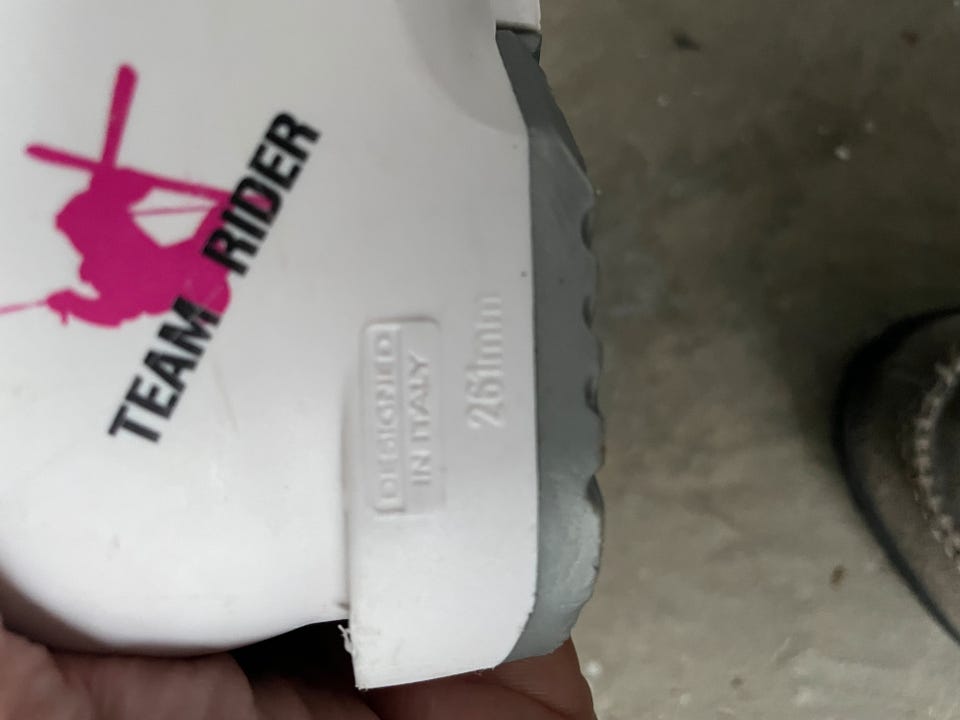 TEAM RIDER
DESIGNED
IN ITALY
261mm